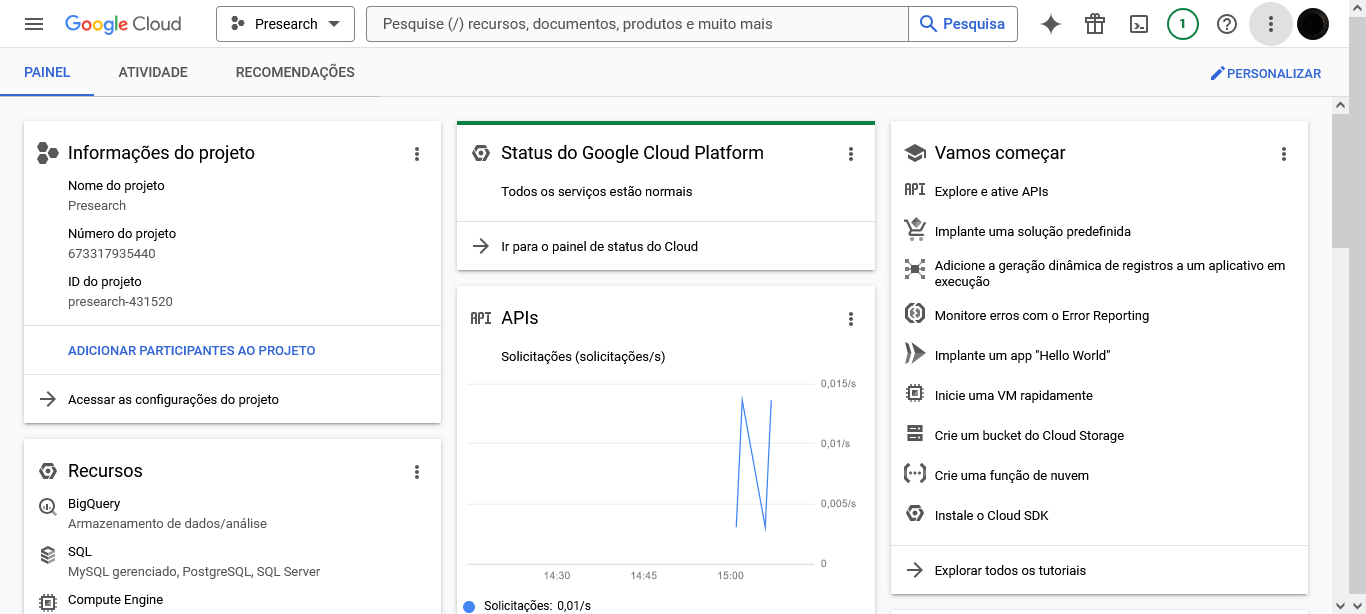 Google Cloud
Presearch
Pesquise (/) recursos, documentos, produtos e muito mais
Pesquisa
1
PAINEL
ATIVIDADE
RECOMENDAÇÕES
PERSONALIZAR
Informações do projeto
Nome do projeto
Presearch
Número do projeto
673317935440
ID do projeto
presearch-431520
ADICIONAR PARTICIPANTES AO PROJETO
Acessar as configurações do projeto
Recursos
BigQuery
Armazenamento de dados/análise
SQL
MySQL gerenciado, PostgreSQL, SQL Server
Compute Engine
Status do Google Cloud Platform
Todos os serviços estão normais
Ir para o painel de status do Cloud
API APIs
Solicitações (solicitações/s)
0,015/s
0,01/s
0,005/s
0
14:30
14:45
15:00
Solicitações: 0,01/s
Vamos começar
API Explore e ative APIs
Implante uma solução predefinida
Adicione a geração dinâmica de registros a um aplicativo em
execução
Monitore erros com o Error Reporting
Implante um app "Hello World"
Inicie uma VM rapidamente
Crie um bucket do Cloud Storage
Crie uma função de nuvem
Instale o Cloud SDK
Explorar todos os tutoriais